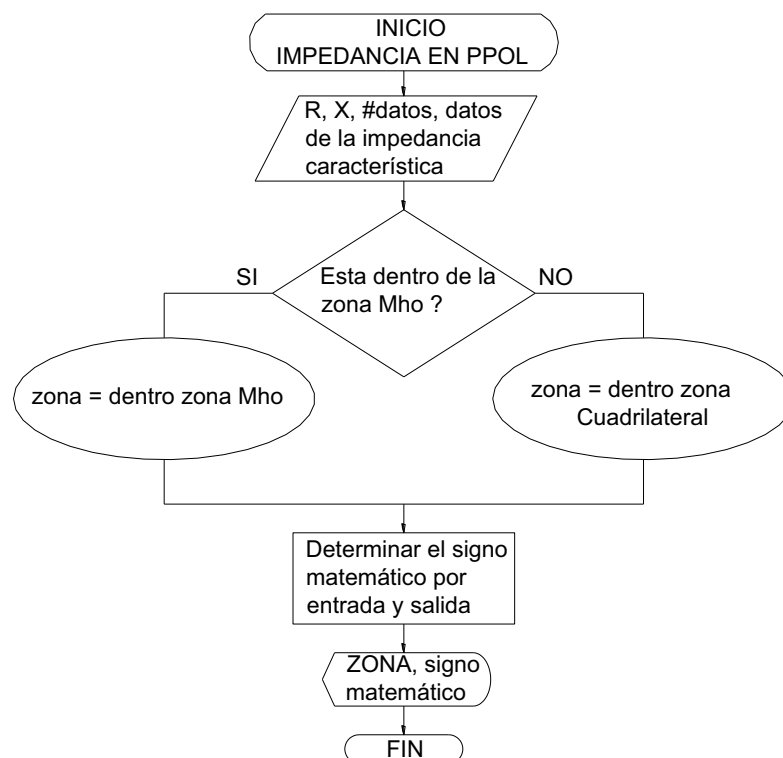 INICIO
IMPEDANCIA EN PPOL
R, X, #datos, datos
de la impedancia
característica
SI
Esta dentro de la
zona Mho ?
NO
zona = dentro zona Mho
zona = dentro zona
Cuadrilateral
Determinar el signo
matemático por
entrada y salida
ZONA, signo
matemático
FIN